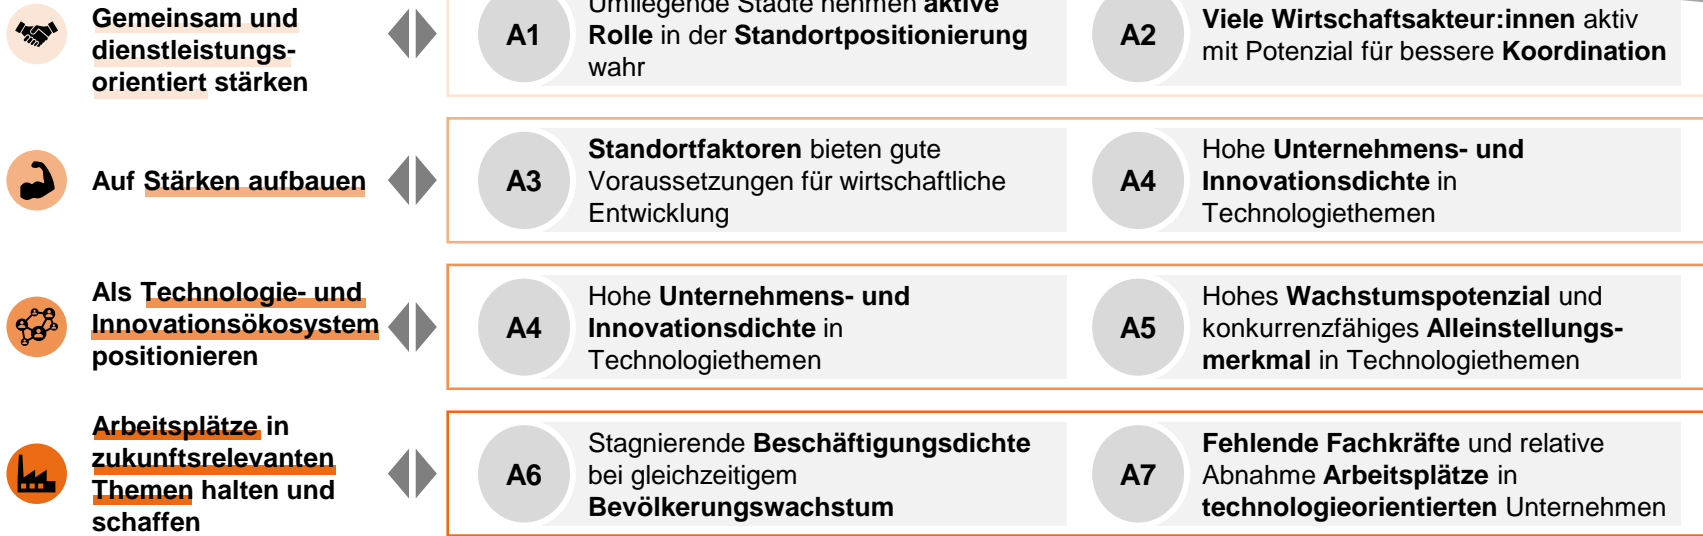 Gemeinsam und
dienstleistungs-
orientiert stärken
A1
Umliegende Städte nehmen aktive
Rolle in der Standortpositionierung
wahr
A2
Viele Wirtschaftsakteur:innen aktiv
mit Potenzial für bessere Koordination
Auf Stärken aufbauen
A3
Standortfaktoren bieten gute
Voraussetzungen für wirtschaftliche
Entwicklung
A4
Hohe Unternehmens- und
Innovationsdichte in
Technologiethemen
Als Technologie- und
Innovationsökosystem
positionieren
A4
Hohe Unternehmens- und
Innovationsdichte in
Technologiethemen
A5
Hohes Wachstumspotenzial und
konkurrenzfähiges Alleinstellungs-
merkmal in Technologiethemen
Arbeitsplätze in
zukunftsrelevanten
Themen halten und
schaffen
A6
Stagnierende Beschäftigungsdichte
bei gleichzeitigem
Bevölkerungswachstum
A7
Fehlende Fachkräfte und relative
Abnahme Arbeitsplätze in
technologieorientierten Unternehmen